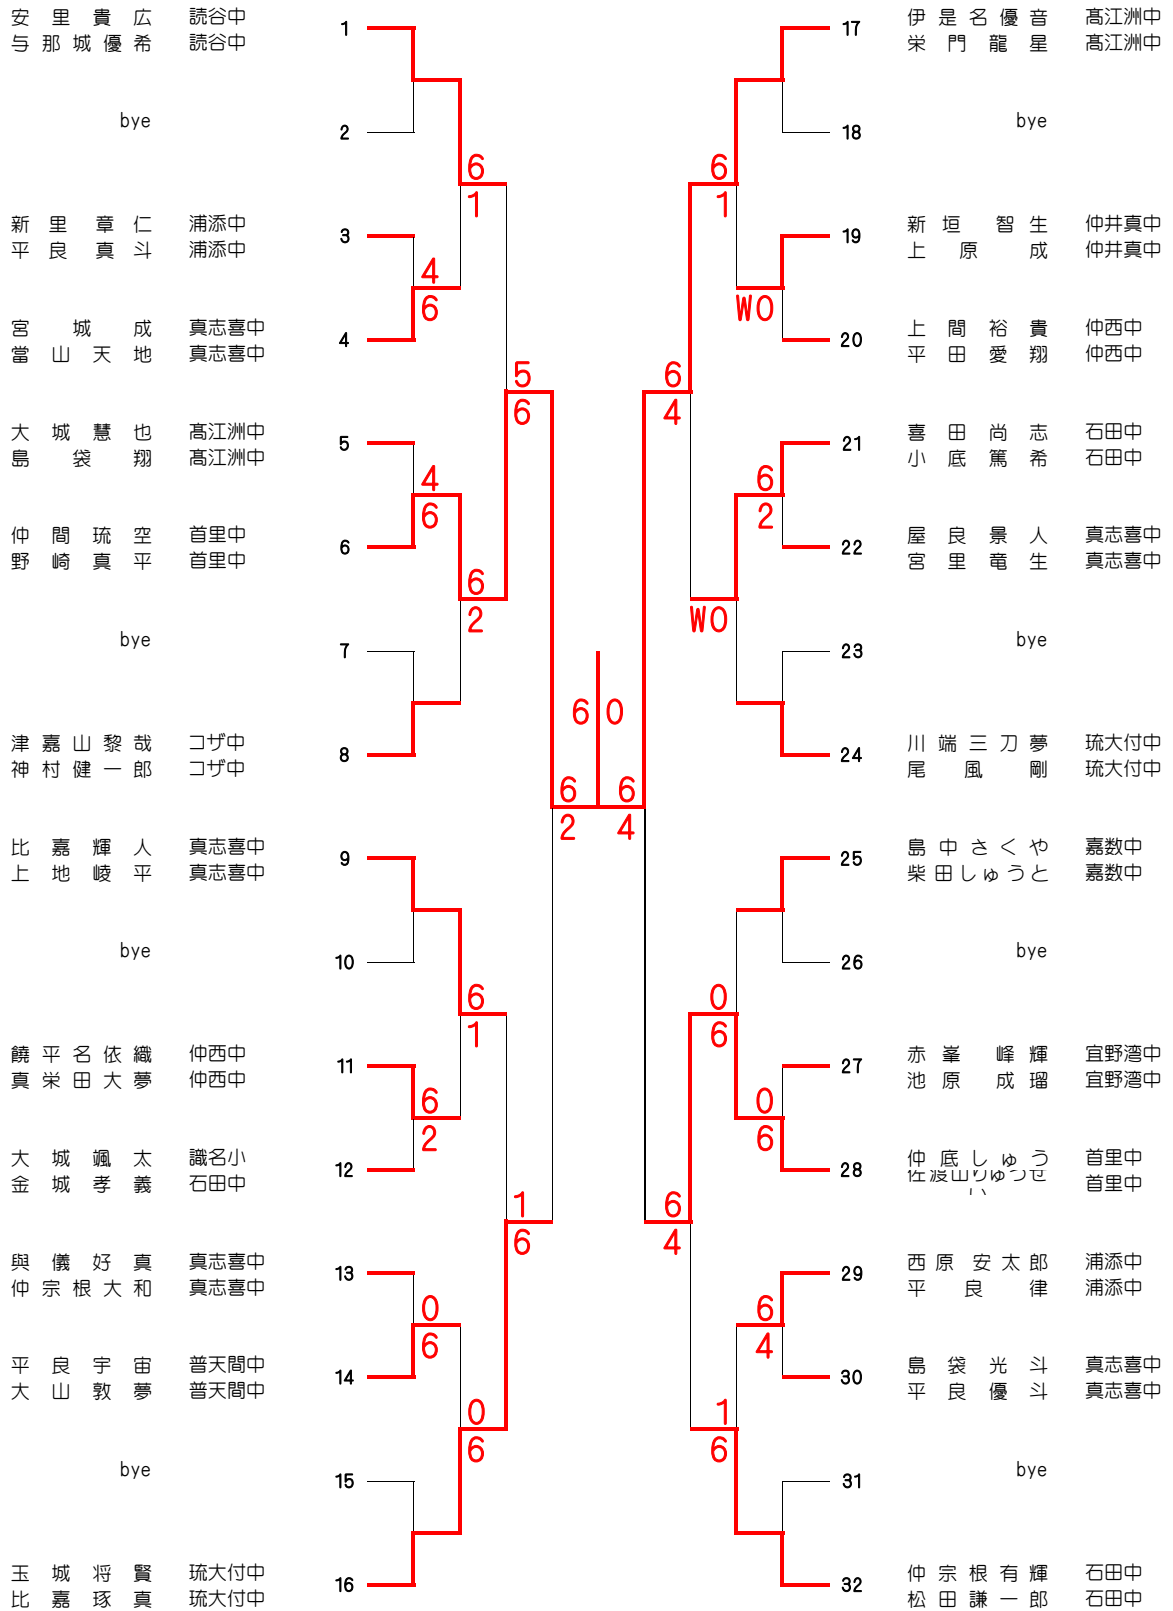 安里貴広 読谷中
与那城優希 読谷中
1
bye
2
6
1
新里章仁 浦添中
平良真斗 浦添中
3
4
6
宮城成 真志喜中
當山天地 真志喜中
4
5
6
大城慧也 髙江洲中
島袋翔 髙江洲中
5
4
6
仲間琉空 首里中
野崎真平 首里中
6
6
2
bye
7
津嘉山黎哉 コザ中
神村健一郎 コザ中
8
6
2
比嘉輝人 真志喜中
上地崚平 真志喜中
9
bye
10
6
1
饒平名依織 仲西中
真栄田大夢 仲西中
11
6
2
大城颯太 識名小
金城孝義 石田中
12
1
6
與儀好真 真志喜中
仲宗根大和 真志喜中
13
0
6
平良宇宙 普天間中
大山敦夢 普天間中
14
0
6
bye
15
玉城将賢 琉大付中
比嘉琢真 琉大付中
16
6 0
17
伊是名優音 髙江洲中
栄門龍星 髙江洲中
18
bye
6
1
19
新垣智生 仲井真中
上原成 仲井真中
WO
20
上間裕貴 仲西中
平田愛翔 仲西中
6
4
21
喜田尚志 石田中
小底篤希 石田中
6
2
22
屋良景人 真志喜中
宮里竜生 真志喜中
WO
23
bye
24
川端三刀夢 琉大付中
尾風剛 琉大付中
6
4
25
島中さくや 嘉数中
柴田しゅうと 嘉数中
26
bye
0
6
27
赤峯峰輝 宜野湾中
池原成瑠 宜野湾中
0
6
28
仲底しゅう 首里中
佐渡山りゅうせい 首里中
6
4
29
西原安太郎 浦添中
平良律 浦添中
6
4
30
島袋光斗 真志喜中
平良優斗 真志喜中
1
6
31
bye
32
仲宗根有輝 石田中
松田謙一郎 石田中